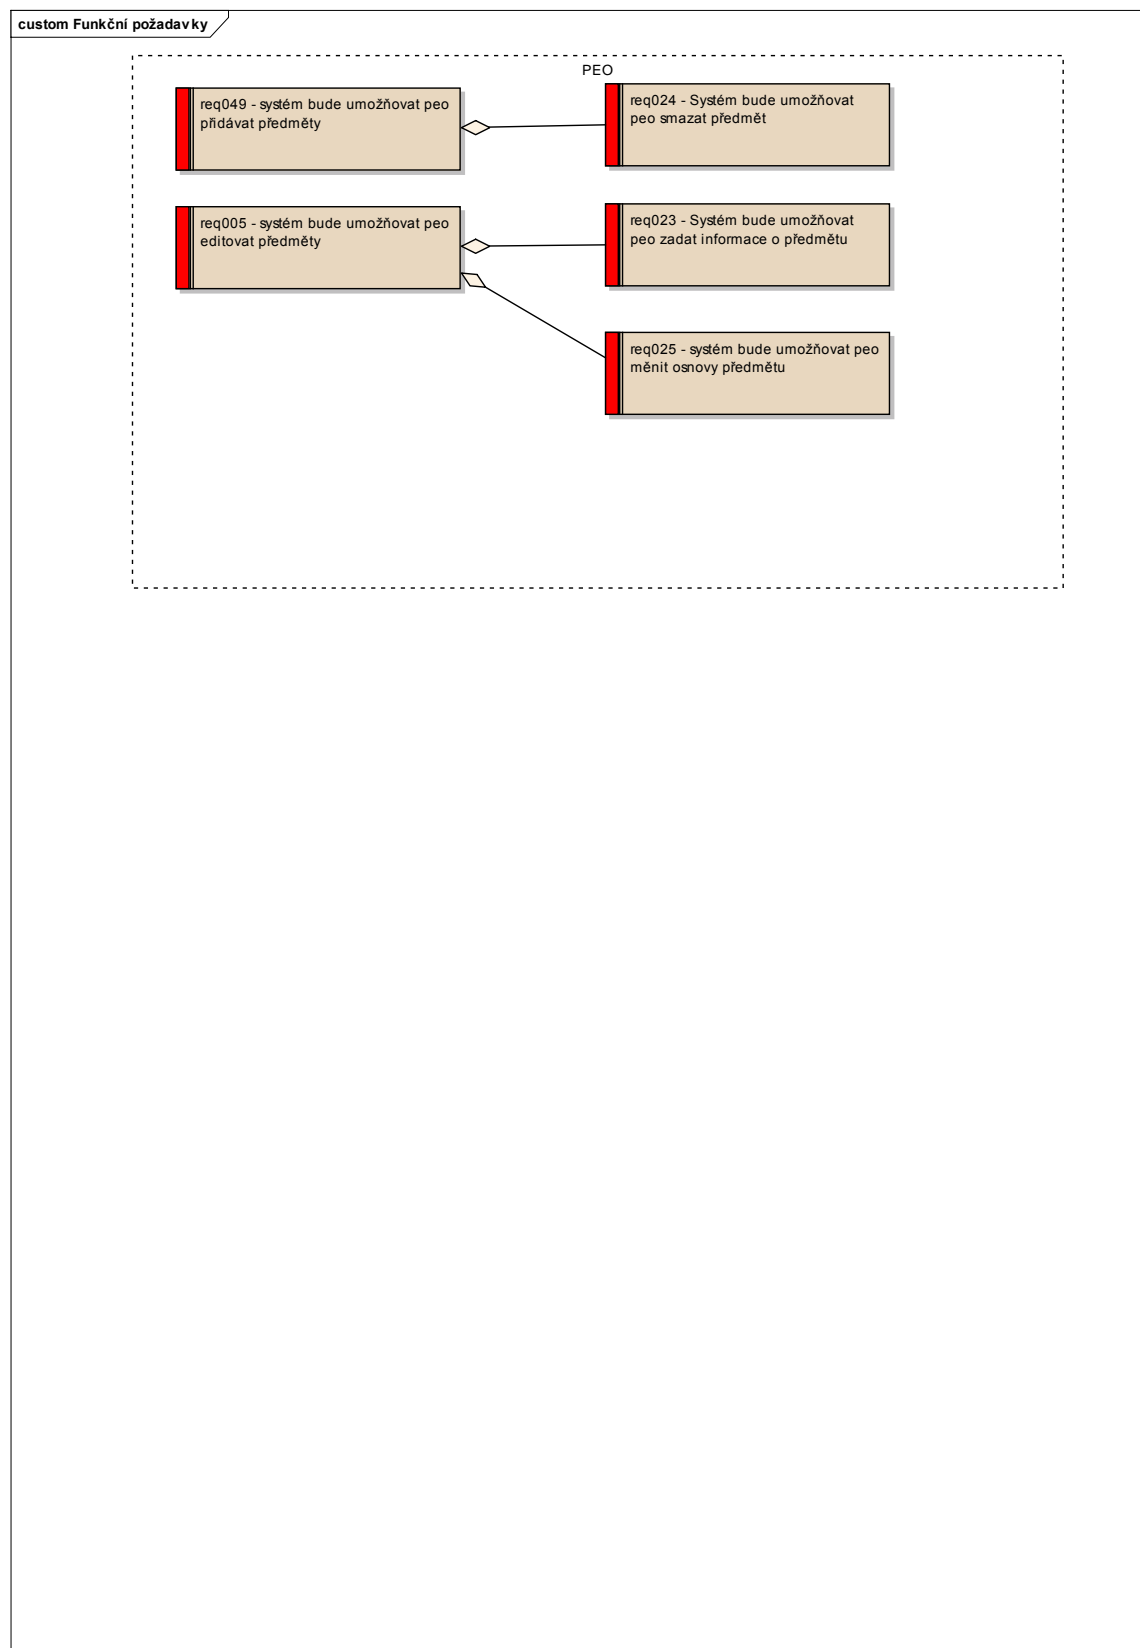 custom Funkční požadavky
PEO
req049 - systém bude umožňovat peo
přidávat předměty
req024 - Systém bude umožňovat
peo smazat předmět
req005 - systém bude umožňovat peo
editovat předměty
req023 - Systém bude umožňovat
peo zadat informace o předmětu
req025 - systém bude umožňovat peo
měnit osnovy předmětu